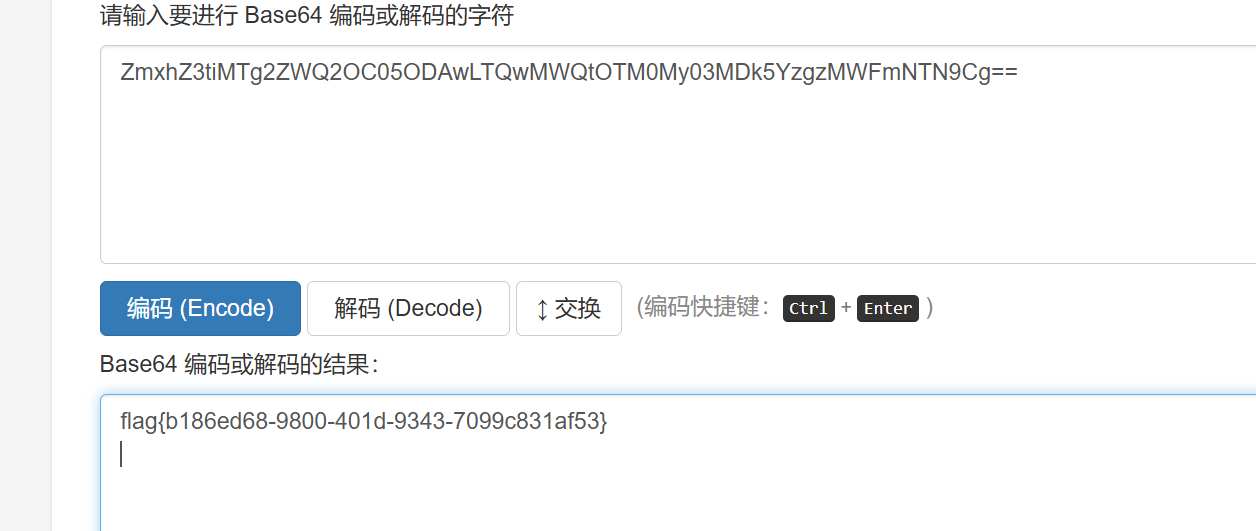 请输入要进行 Base64 编码或解码的字符
ZmxhZ3tiMTg2ZWQ2OC05ODAwLTQwMWQtOTM0My03MDk5YzgzMWFmNTN9Cg==
编码 (Encode) 解码 (Decode) ↕ 交换 (编码快捷键： Ctrl + Enter )
Base64 编码或解码的结果：
flag{b186ed68-9800-401d-9343-7099c831af53}